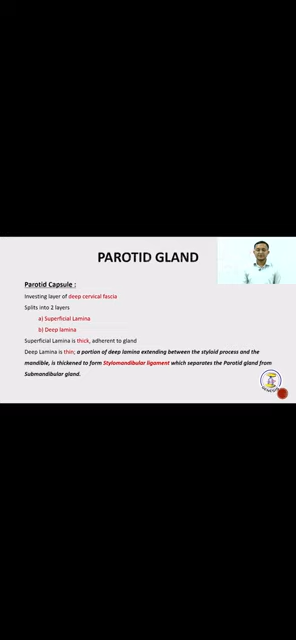 PAROTID GLAND
Parotid Capsule :
Investing layer of deep cervical fascia
Splits into 2 layers
a) Superficial Lamina
b) Deep lamina
Superficial Lamina is thick, adherent to gland
Deep Lamina is thin; a portion of deep lamina extending between the styloid process and the
mandible, is thickened to form Stylomandibular ligament which separates the Parotid gland from
Submandibular gland.